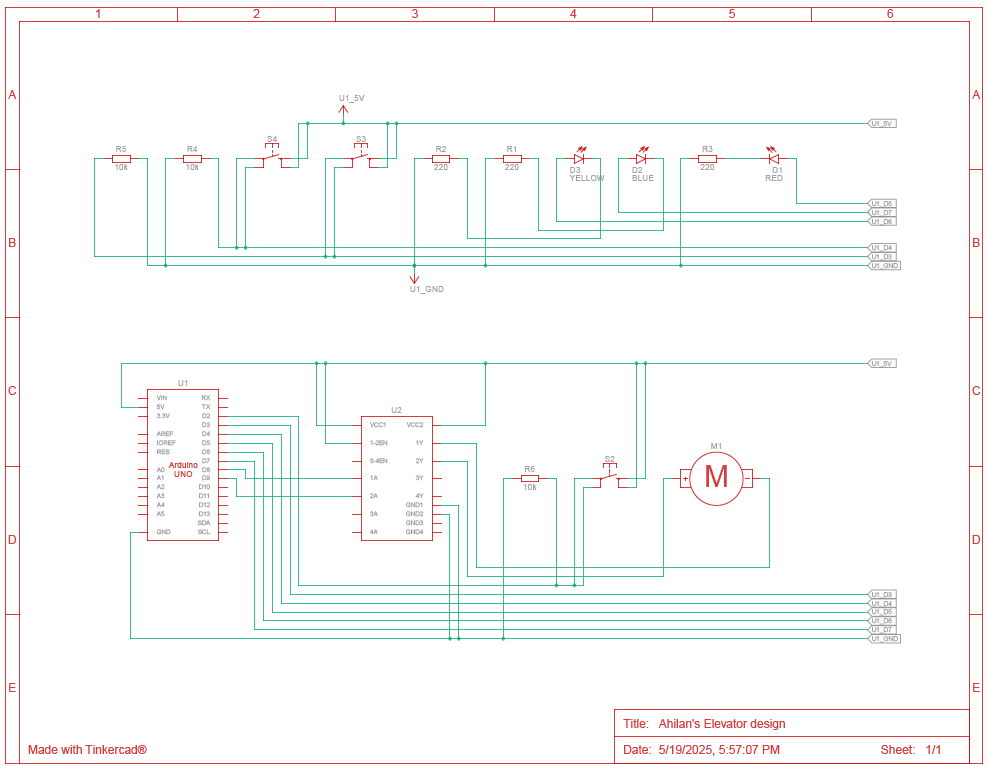 1 2 3 4 5 6
A A
U1_5V
U1_5V
S4 S3
R5 R4 R2 R1 R3
10k 10k 220 220 220
D3 D2 D1
YELLOW BLUE RED
U1_D5
U1_D7
U1_D6
B B
U1_D4
U1_D3
U1_GND
U1_GND
U1_5V
U1
C C
VIN RX
5V TX
3.3V D2
D3
AREF D4
IOREF D5
RES D6
D7
A0 D8
A1 D9
A2 D10
A3 D11
A4 D12
A5 D13
SDA
GND SCL
Arduino
UNO
U2
VCC1 VCC2
1-2EN 1Y
3-4EN 2Y
1A 3Y
2A 4Y
GND1
3A GND2
GND3
4A GND4
R6
10k
S2
M1
+ M -
D D
U1_D3
U1_D4
U1_D5
U1_D6
U1_D7
U1_GND
E E
Title: Ahilan's Elevator design
Made with Tinkercad®
Date: 5/19/2025, 5:57:07 PM Sheet: 1/1